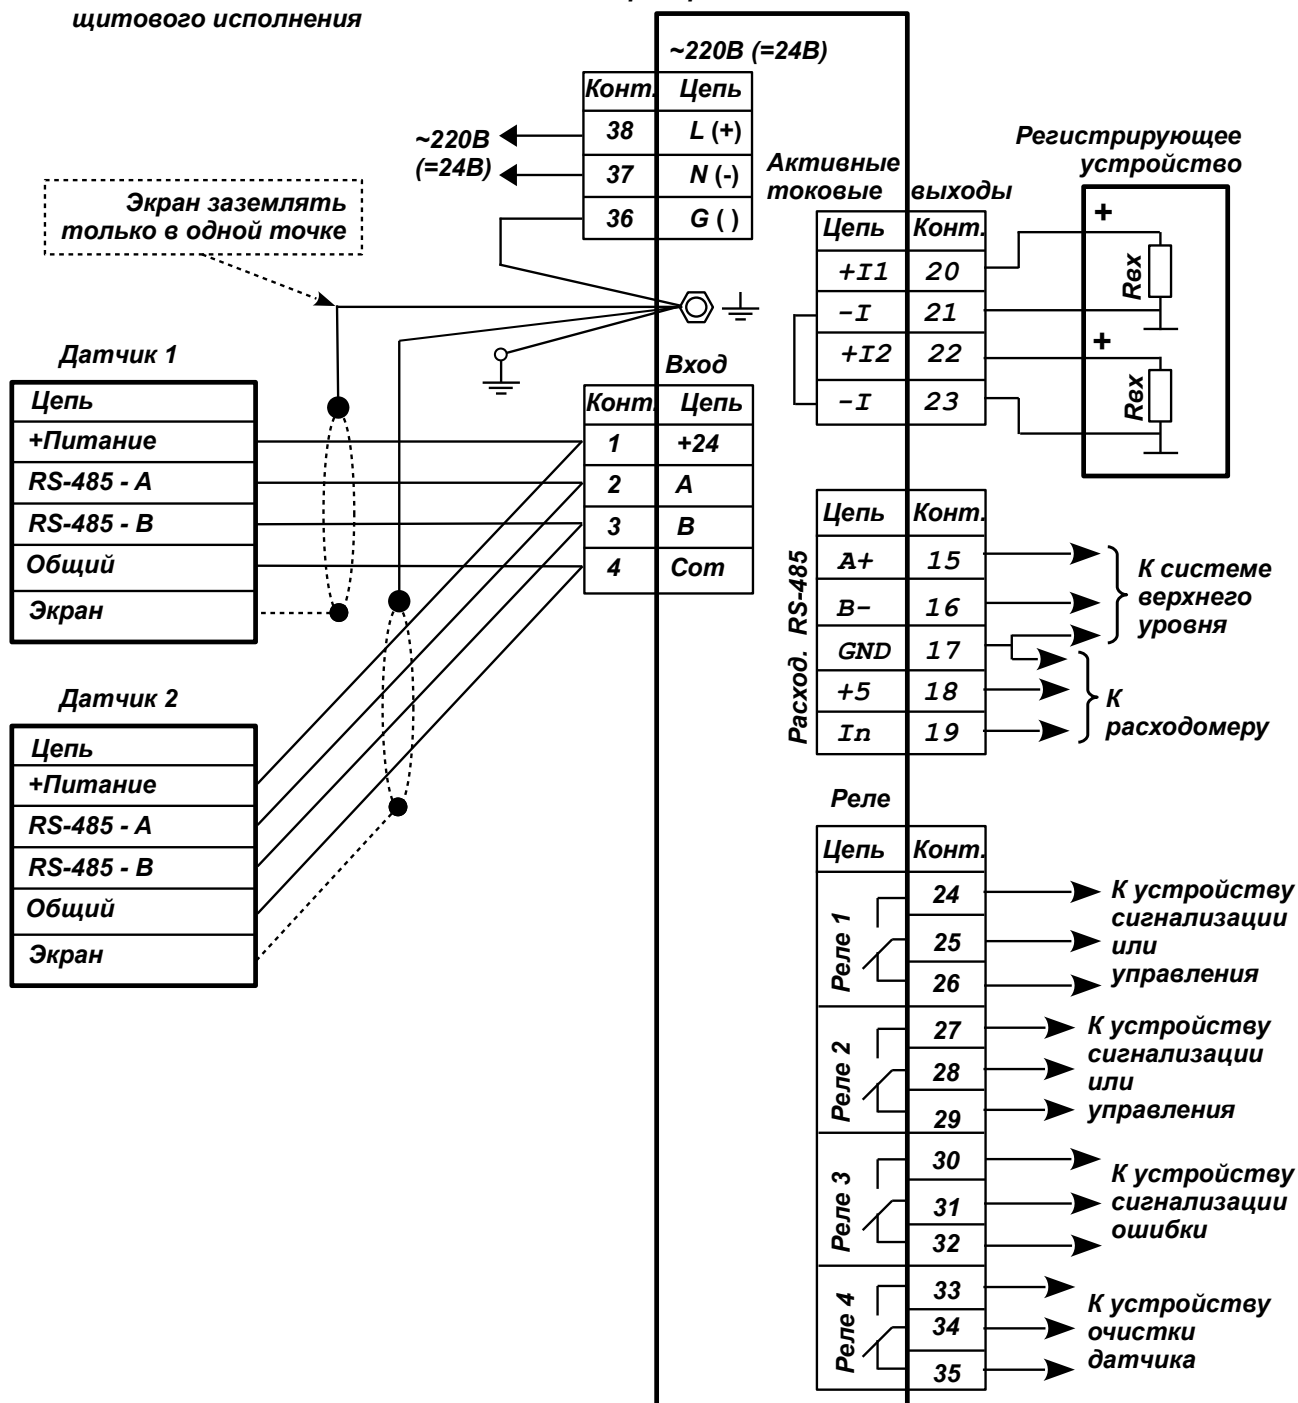 щитового исполнения
~220В (=24В)
Конт. Цепь
38 L (+)
37 N (-)
36 G ( )
~220В
(=24В)
Экран заземлять
только в одной точке
Активные
токовые выходы
Цепь Конт.
+I1 20
-I 21
+I2 22
-I 23
Регистрирующее
устройство
+
Rвх
+
Rвх
Датчик 1
Цепь
+Питание
RS-485 - А
RS-485 - В
Общий
Экран
Вход
Конт. Цепь
1 +24
2 А
3 В
4 Com
Датчик 2
Цепь
+Питание
RS-485 - А
RS-485 - В
Общий
Экран
Расход. RS-485
Цепь Конт.
A+ 15
B- 16
GND 17
+5 18
In 19
К системе
верхнего
уровня
К
расходомеру
Реле
Цепь Конт.
Реле 1
24
25
26
К устройству
сигнализации
или
управления
Реле 2
27
28
29
К устройству
сигнализации
или
управления
Реле 3
30
31
32
К устройству
сигнализации
ошибки
Реле 4
33
34
35
К устройству
очистки
датчика